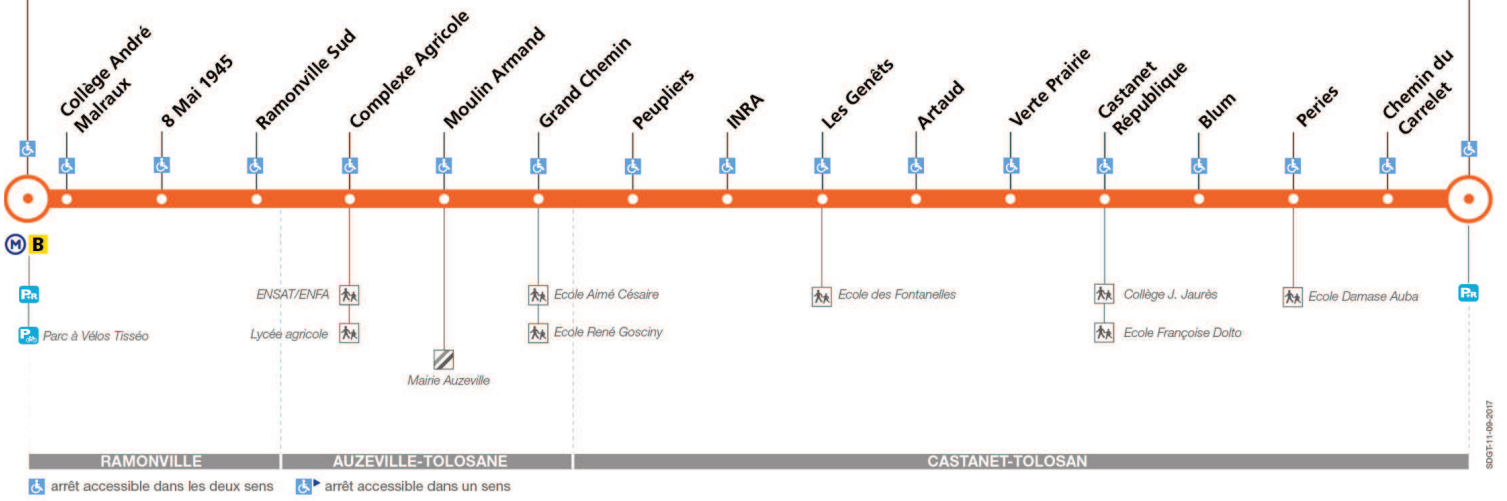 Collège André
Malraux
8 Mai 1945
Ramonville Sud
Complexe Agricole
Moulin Armand
Grand Chemin
Peupliers
INRA
Les Genêts
Artaud
Verte Prairie
Castanet
République
Blum
Peries
Chemin du
Carrelet
M B
P+R
Parc à Vélos Tisséo
ENSAT/ENFA
Lycée agricole
Mairie Auzeville
Ecole Aimé Césaire
Ecole René Gosciny
Ecole des Fontanelles
Collège J. Jaurès
Ecole Françoise Dolto
Ecole Damase Auba
P+R
RAMONVILLE
AUZEVILLE-TOLOSANE
CASTANET-TOLOSAN
arrêt accessible dans les deux sens
arrêt accessible dans un sens
SDGT-11-09-2017